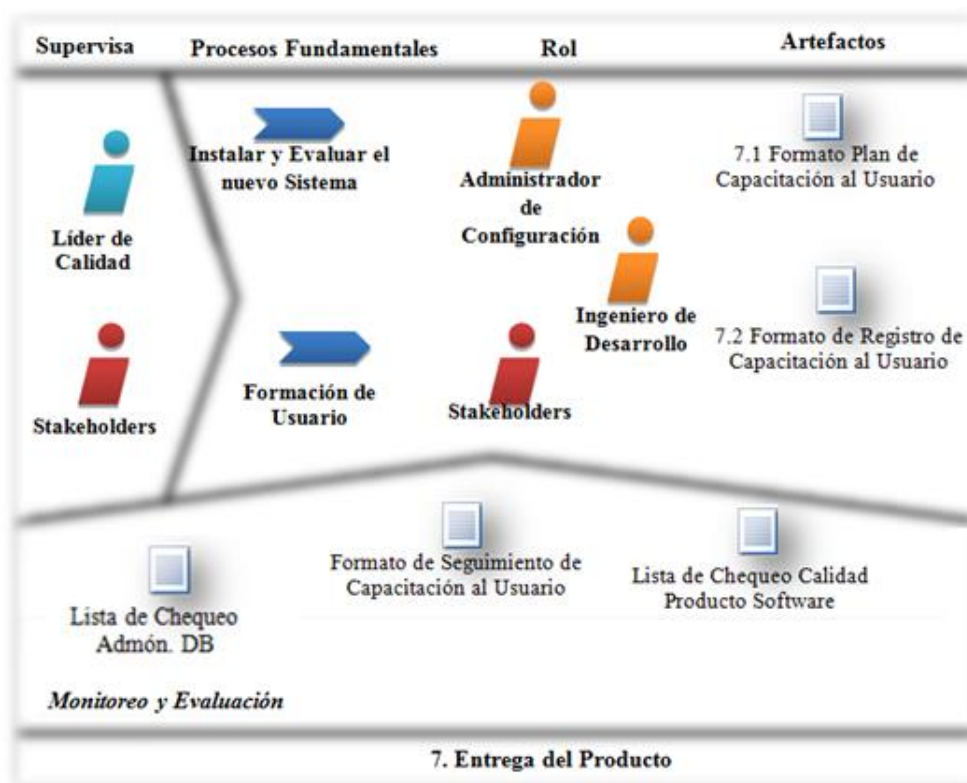 Supervisa
Procesos Fundamentales
Rol
Artefactos
Líder de
Calidad
Stakeholders
Instalar y Evaluar el
nuevo Sistema
Formación de
Usuario
Administrador
de
Configuración
Ingeniero de
Desarrollo
Stakeholders
7.1 Formato Plan de
Capacitación al Usuario
7.2 Formato de Registro de
Capacitación al Usuario
Lista de Chequeo
Admón. DB
Formato de Seguimiento de
Capacitación al Usuario
Lista de Chequeo Calidad
Producto Software
Monitoreo y Evaluación
7. Entrega del Producto